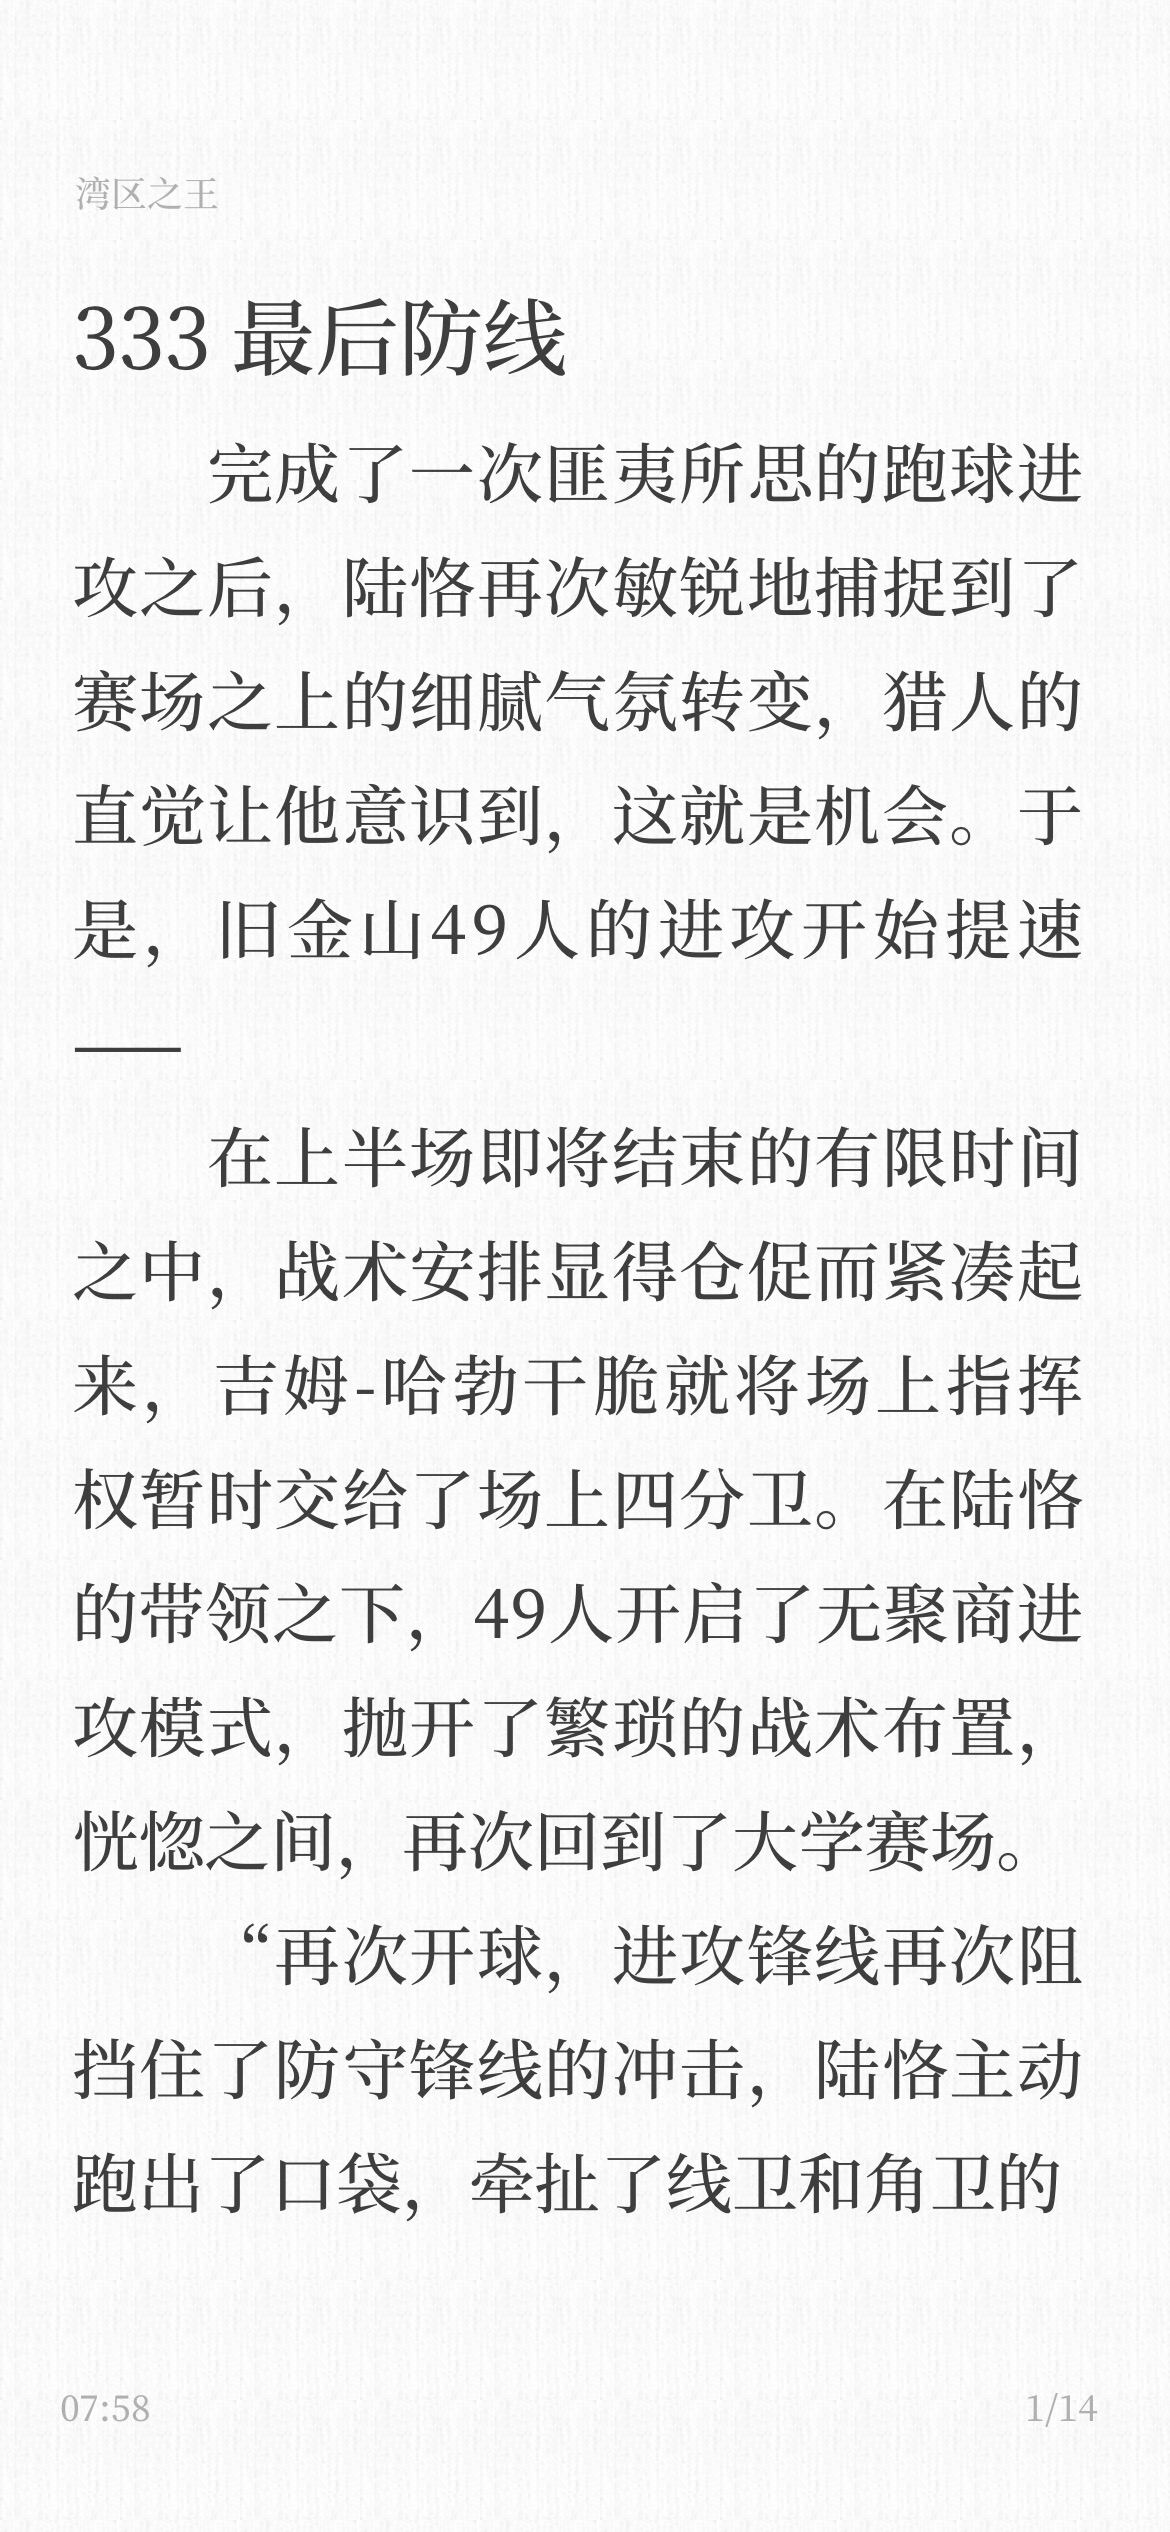 湾区之王
333 最后防线
完成了一次匪夷所思的跑球进
攻之后，陆恪再次敏锐地捕捉到了
赛场之上的细腻气氛转变，猎人的
直觉让他意识到，这就是机会。于
是，旧金山49人的进攻开始提速
——
在上半场即将结束的有限时间
之中，战术安排显得仓促而紧凑起
来，吉姆-哈勃干脆就将场上指挥
权暂时交给了场上四分卫。在陆恪
的带领之下，49人开启了无聚商进
攻模式，抛开了繁琐的战术布置，
恍惚之间，再次回到了大学赛场。
“再次开球，进攻锋线再次阻
挡住了防守锋线的冲击，陆恪主动
跑出了口袋，牵扯了线卫和角卫的
07:58
1/14